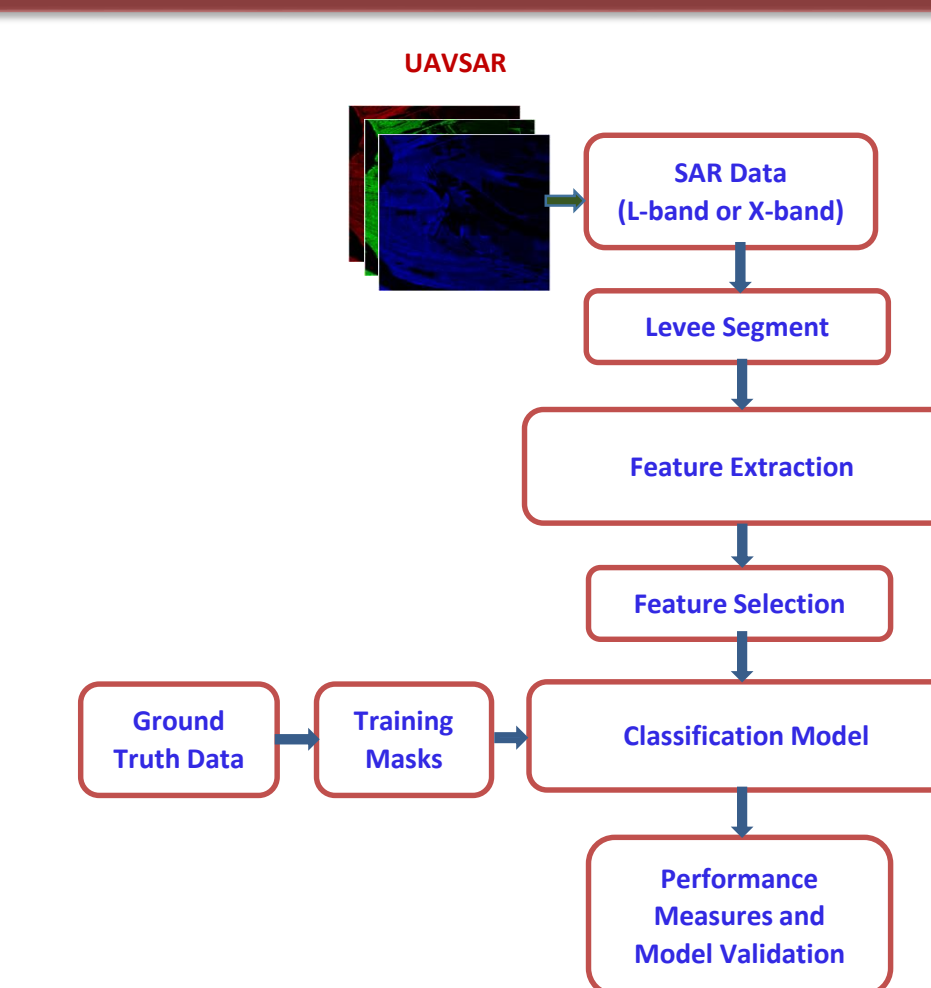 UAVSAR
SAR Data
(L-band or X-band)
Levee Segment
Feature Extraction
Feature Selection
Ground
Truth Data
Training
Masks
Classification Model
Performance
Measures and
Model Validation